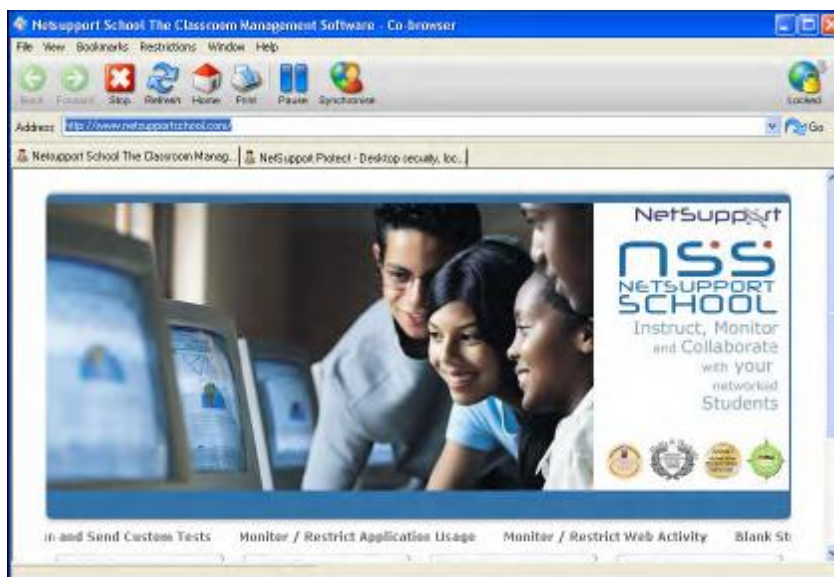 Netsupport School The Classroom Management Software - Co-browser
File View Bookmarks Restrictions Window Help
Back Forward Stop Refresh Home Print Pause Synchronise Locked
Address http://www.netsupportschool.com/ Go
Netsupport School The Classroom Manag... NetSupport Protect - Desktop security, loc...
NetSupport
nss
NETSUPPORT
SCHOOL
Instruct, Monitor
and Collaborate
with your
networked
Students
n and Send Custom Tests Monitor / Restrict Application Usage Monitor / Restrict Web Activity Blank St